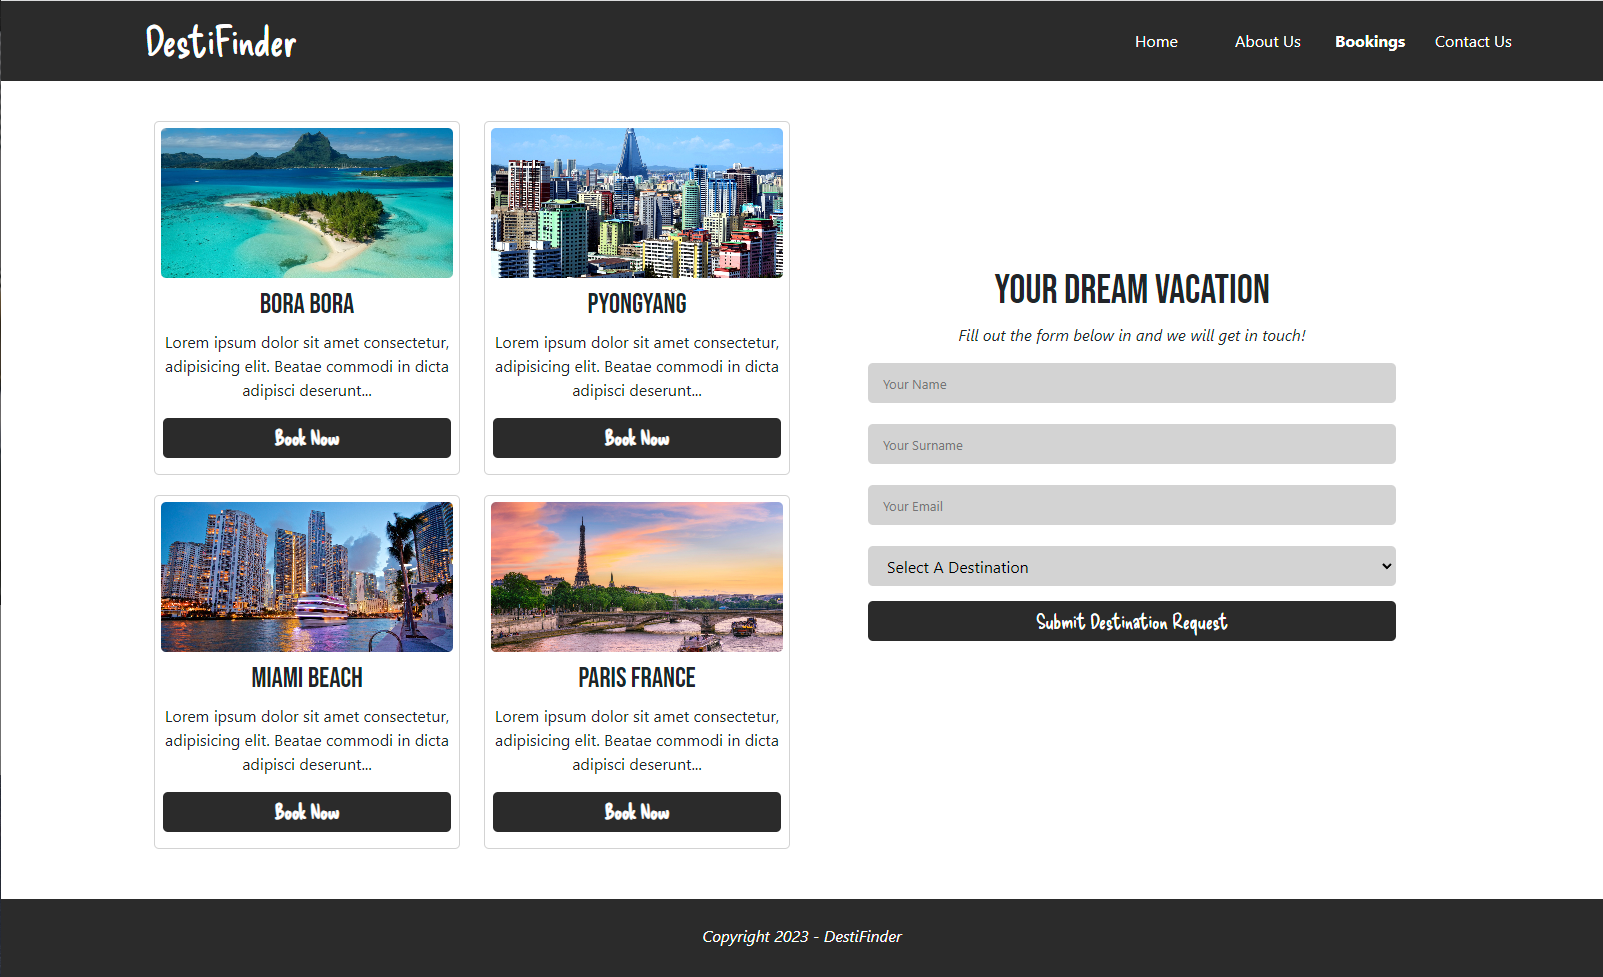 DestiFinder
Home About Us Bookings Contact Us
BORA BORA
Lorem ipsum dolor sit amet consectetur,
adipisicing elit. Beatae commodi in dicta
adipisci deserunt...
Book Now
PYONGYANG
Lorem ipsum dolor sit amet consectetur,
adipisicing elit. Beatae commodi in dicta
adipisci deserunt...
Book Now
MIAMI BEACH
Lorem ipsum dolor sit amet consectetur,
adipisicing elit. Beatae commodi in dicta
adipisci deserunt...
Book Now
PARIS FRANCE
Lorem ipsum dolor sit amet consectetur,
adipisicing elit. Beatae commodi in dicta
adipisci deserunt...
Book Now
YOUR DREAM VACATION
Fill out the form below in and we will get in touch!
Your Name
Your Surname
Your Email
Select A Destination
Submit Destination Request
Copyright 2023 - DestiFinder